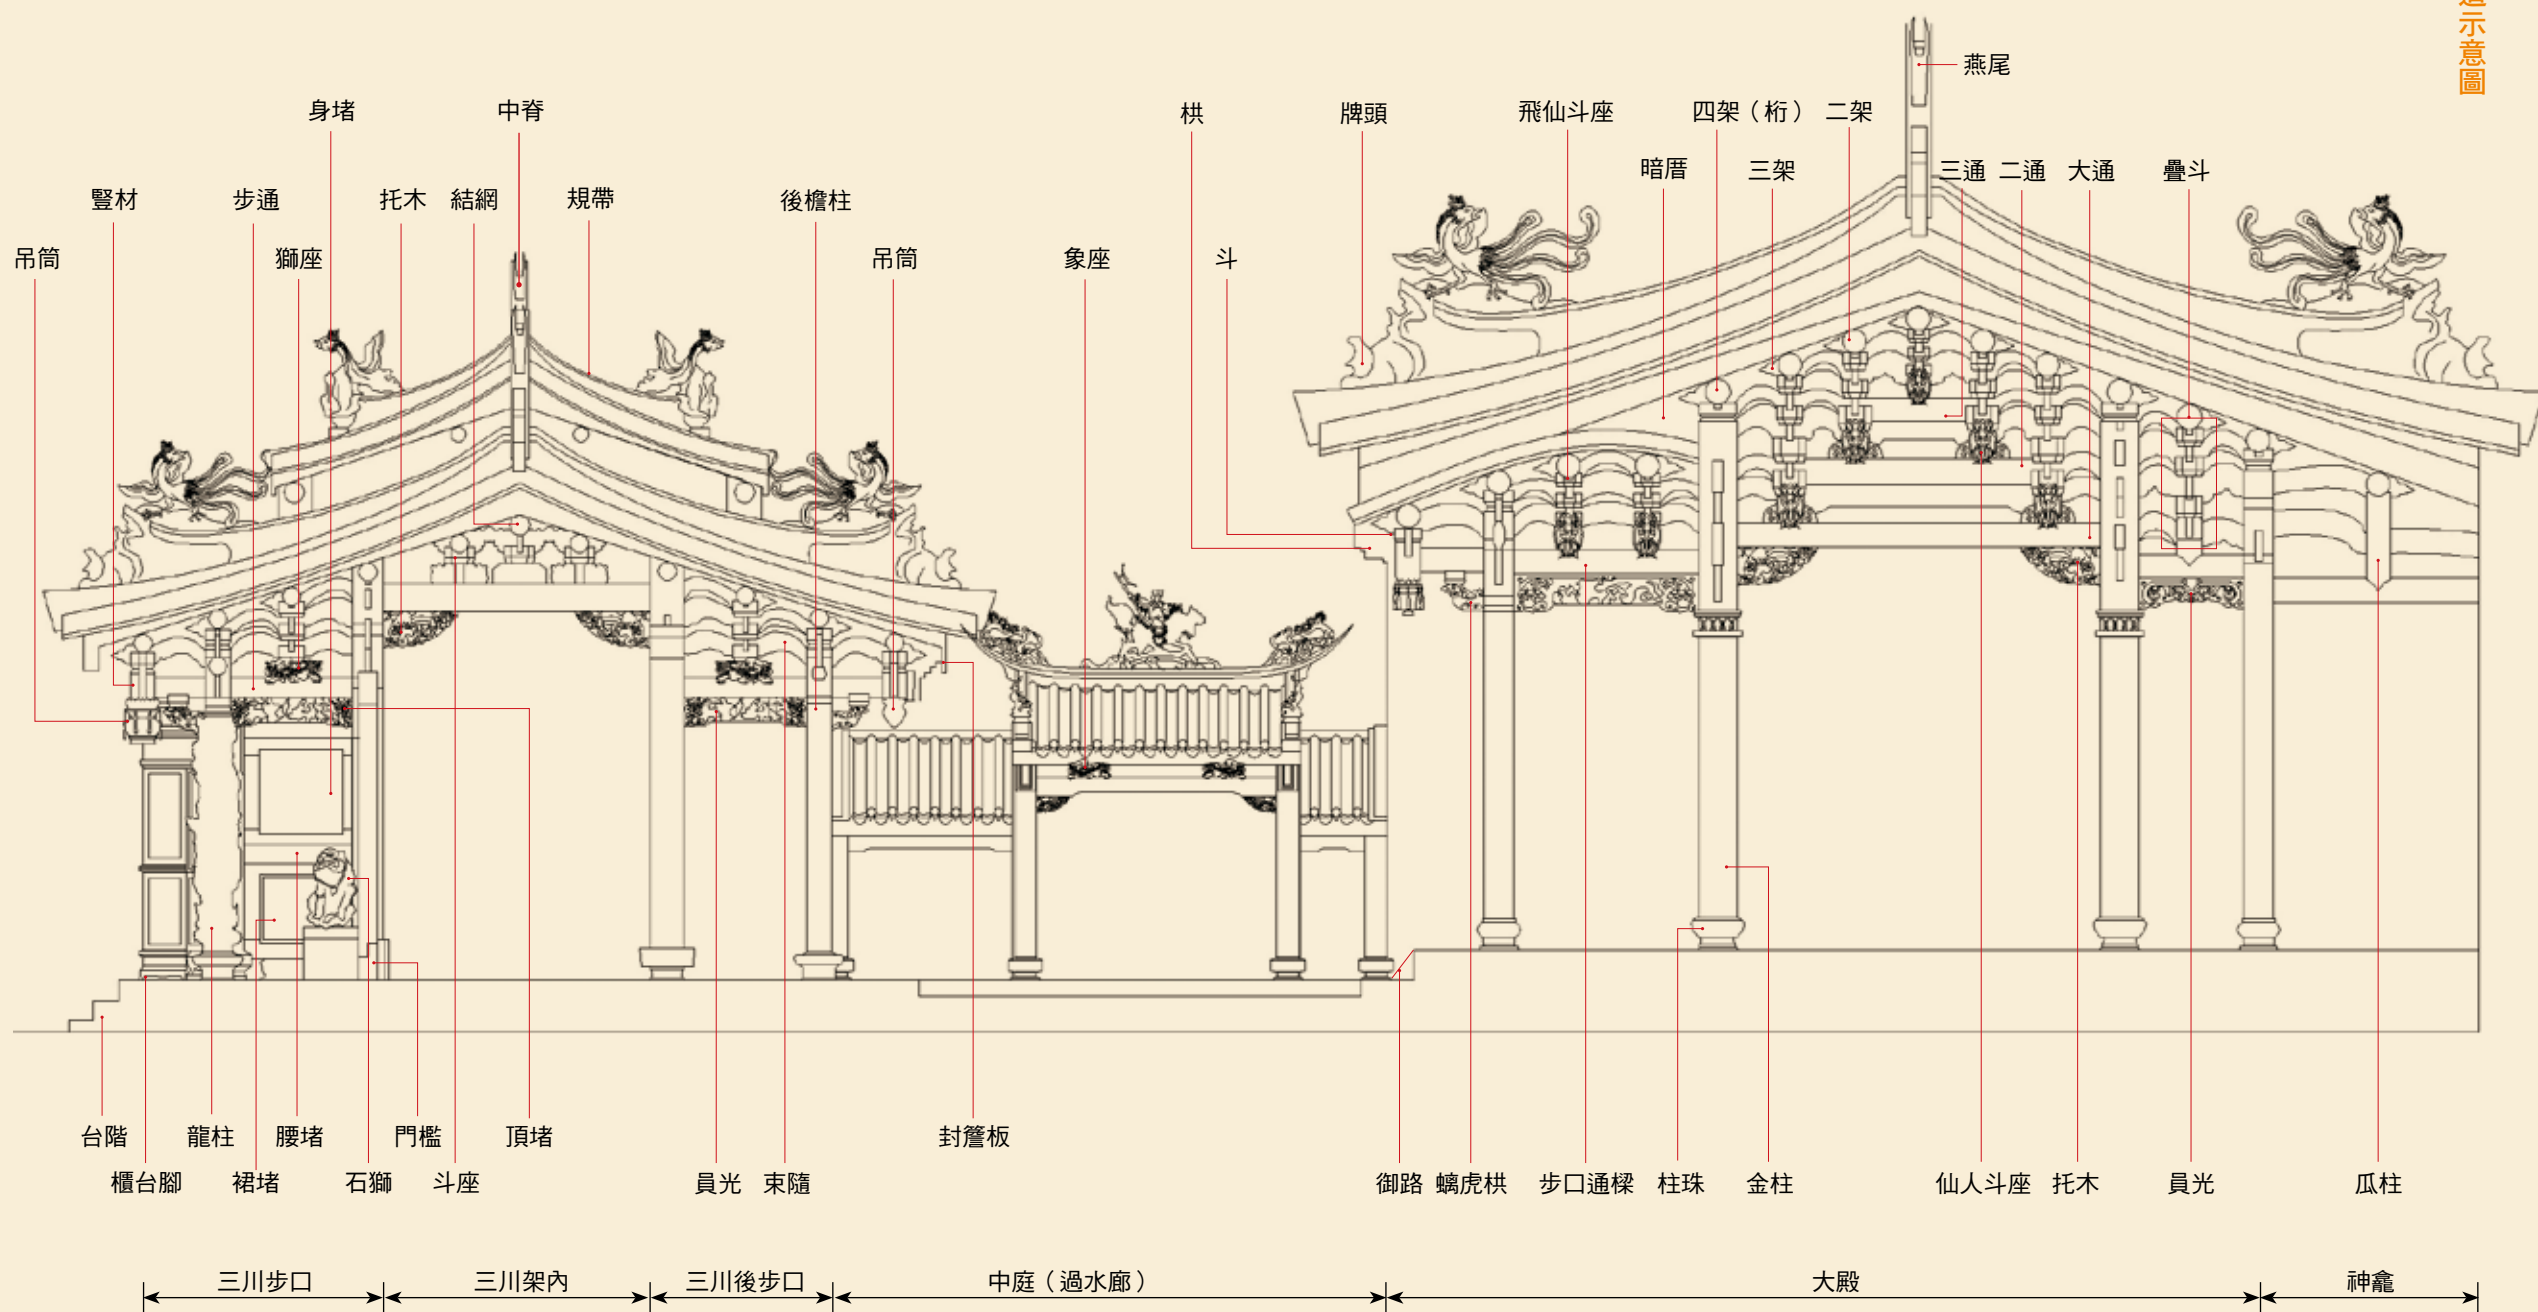 示意圖
燕尾
身堵
中脊
栱
牌頭
飛仙斗座
四架（桁）
二架
暗厝
三架
三通
二通
大通
疊斗
豎材
步通
托木
結網
規帶
後檐柱
吊筒
獅座
吊筒
象座
斗
台階
龍柱
腰堵
門檻
頂堵
封簷板
櫃台腳
裙堵
石獅
斗座
員光
束隨
御路
螭虎栱
步口通樑
柱珠
金柱
仙人斗座
托木
員光
瓜柱
三川步口
三川架內
三川後步口
中庭（過水廊）
大殿
神龕